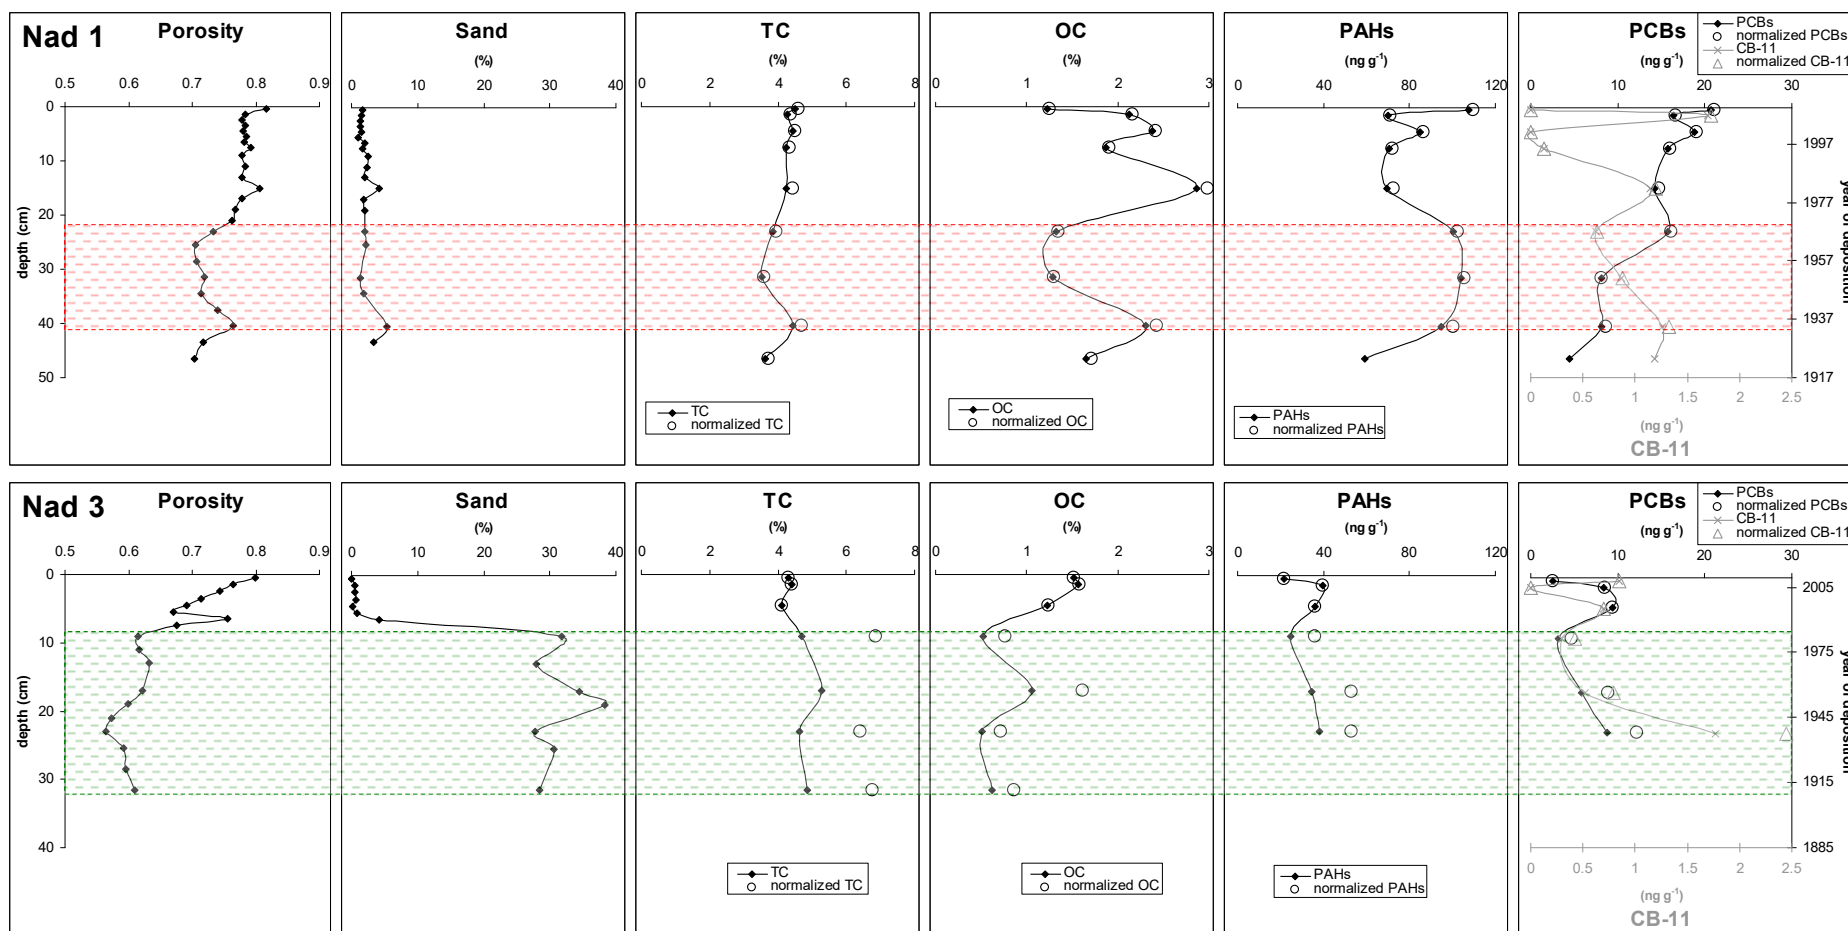 Nad 1
Porosity
0.5 0.6 0.7 0.8 0.9
depth (cm)
0
10
20
30
40
50
Sand
(%)
0 10 20 30 40
TC
(%)
0 2 4 6 8
TC
normalized TC
OC
(%)
0 1 2 3
OC
normalized OC
PAHs
(ng g-1)
0 40 80 120
PAHs
normalized PAHs
PCBs
(ng g-1)
PCBs
normalized PCBs
CB-11
normalized CB-11
0 10 20 30
1997
1977
1957
1937
1917
year of deposition
0 0.5 1 1.5 2 2.5
(ng g-1)
CB-11
Nad 3
Porosity
0.5 0.6 0.7 0.8 0.9
depth (cm)
0
10
20
30
40
Sand
(%)
0 10 20 30 40
TC
(%)
0 2 4 6 8
TC
normalized TC
OC
(%)
0 1 2 3
OC
normalized OC
PAHs
(ng g-1)
0 40 80 120
PAHs
normalized PAHs
PCBs
(ng g-1)
PCBs
normalized PCBs
CB-11
normalized CB-11
0 10 20 30
2005
1975
1945
1915
1885
year of deposition
0 0.5 1 1.5 2 2.5
(ng g-1)
CB-11